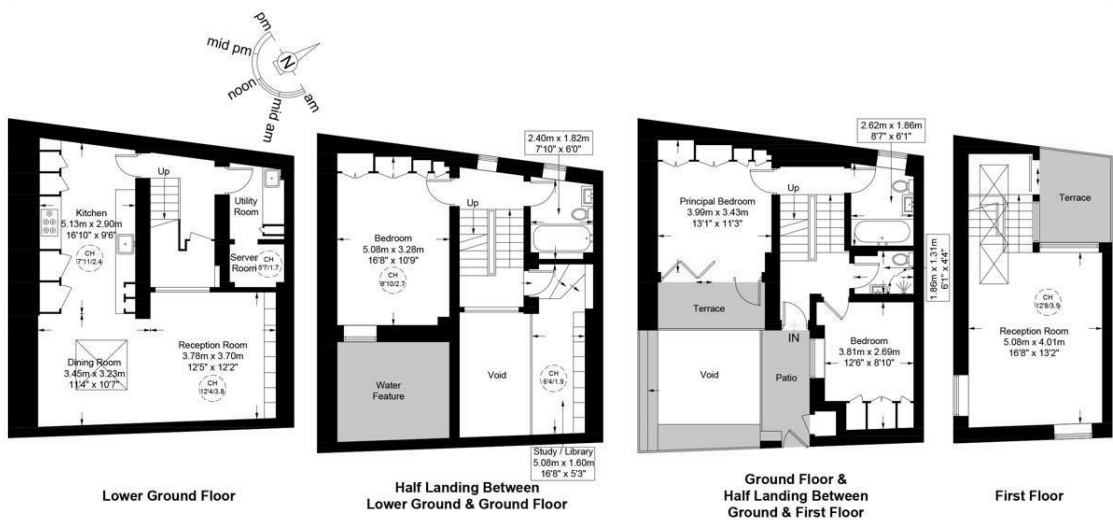 pm
mid pm
noon
mid am
am
N
Up
Kitchen
5.13m x 2.90m
16'10" x 9'6"
CH
7'11/2.4
Utility
Room
Server
Room
CH
5'7/1.7
Reception Room
3.78m x 3.70m
12'5" x 12'2"
CH
12'4/3.8
Dining Room
3.45m x 3.23m
11'4" x 10'7"
Lower Ground Floor
2.40m x 1.82m
7'10" x 6'0"
Up
Bedroom
5.08m x 3.28m
16'8" x 10'9"
CH
8'10/2.7
Water
Feature
Void
CH
6'4/1.9
Study / Library
5.08m x 1.60m
16'8" x 5'3"
Half Landing Between
Lower Ground & Ground Floor
2.62m x 1.86m
8'7" x 6'1"
Up
Principal Bedroom
3.99m x 3.43m
13'1" x 11'3"
1.86m x 1.31m
6'1" x 4'4"
Terrace
IN
Void
Patio
Bedroom
3.81m x 2.69m
12'6" x 8'10"
Ground Floor &
Half Landing Between
Ground & First Floor
Terrace
CH
12'8/3.9
Reception Room
5.08m x 4.01m
16'8" x 13'2"
First Floor